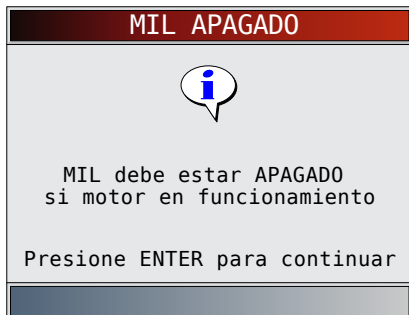 MIL APAGADO
i
MIL debe estar APAGADO
si motor en funcionamiento
Presione ENTER para continuar